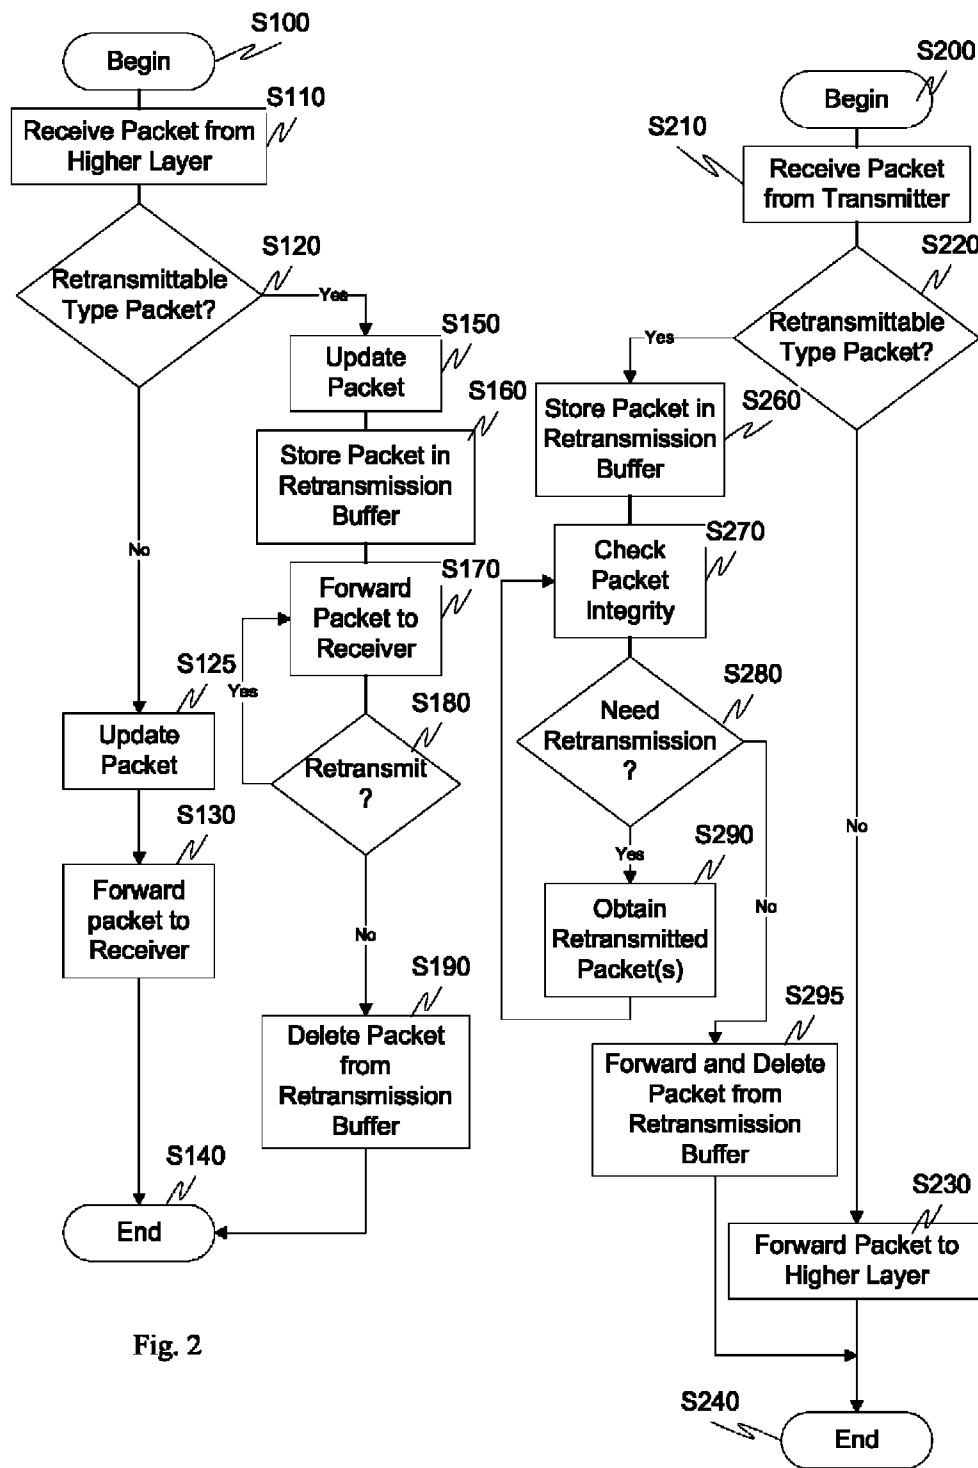 S100
Begin
S110
Receive Packet from
Higher Layer
S120
Retransmittable
Type Packet?
Yes
S150
Update
Packet
S160
Store Packet in
Retransmission
Buffer
No
S170
Forward
Packet to
Receiver
Yes
S180
Retransmit
?
S125
Update
Packet
S130
Forward
packet to
Receiver
No
S190
Delete Packet
from
Retransmission
Buffer
S140
End
Fig. 2
S200
Begin
S210
Receive Packet
from Transmitter
S220
Retransmittable
Type Packet?
Yes
S260
Store Packet in
Retransmission
Buffer
S270
Check
Packet
Integrity
S280
Need
Retransmission
?
Yes
S290
Obtain
Retransmitted
Packet(s)
No
No
S295
Forward and Delete
Packet from
Retransmission
Buffer
S230
Forward Packet to
Higher Layer
S240
End